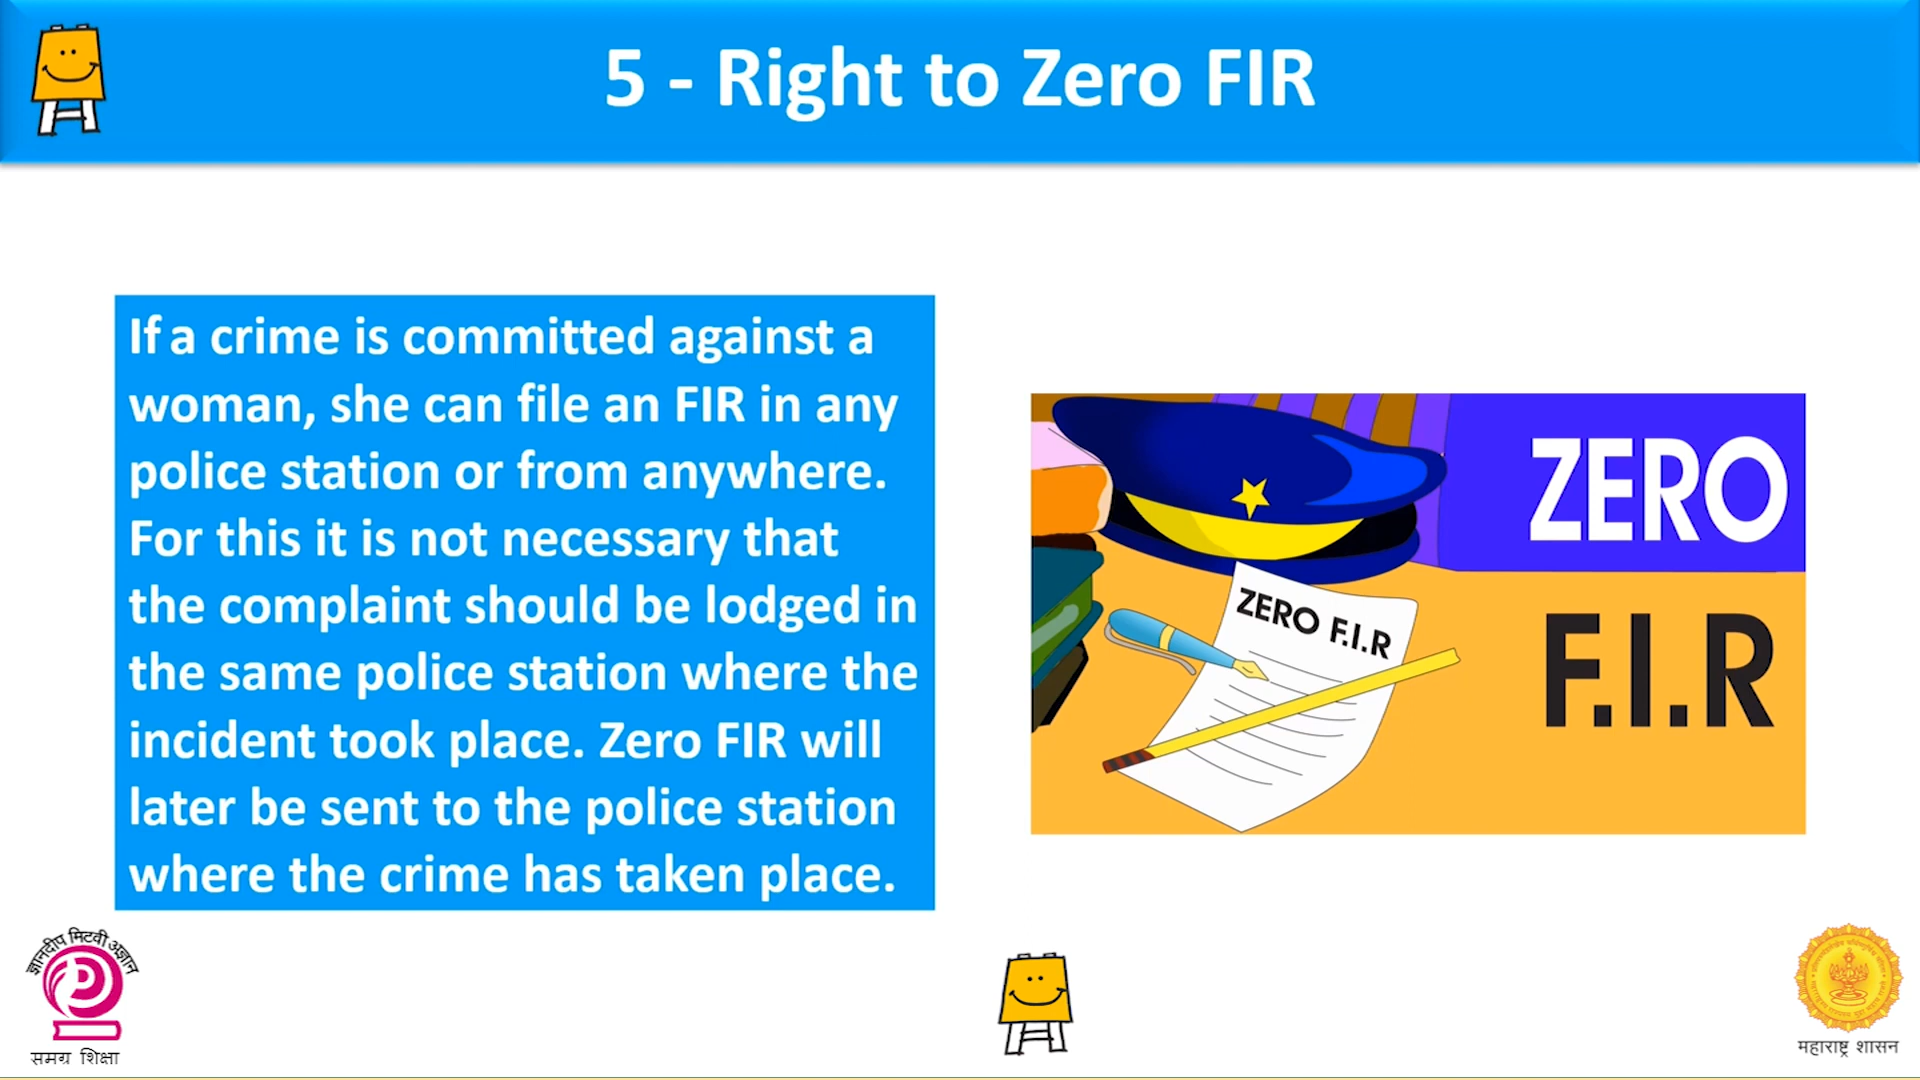 5 - Right to Zero FIR
If a crime is committed against a
woman, she can file an FIR in any
police station or from anywhere.
For this it is not necessary that
the complaint should be lodged in
the same police station where the
incident took place. Zero FIR will
later be sent to the police station
where the crime has taken place.
ZERO
F.I.R
ZERO F.I.R
ज्ञानदीप मिटवी अज्ञान
समग्र शिक्षा
महाराष्ट्र शासन